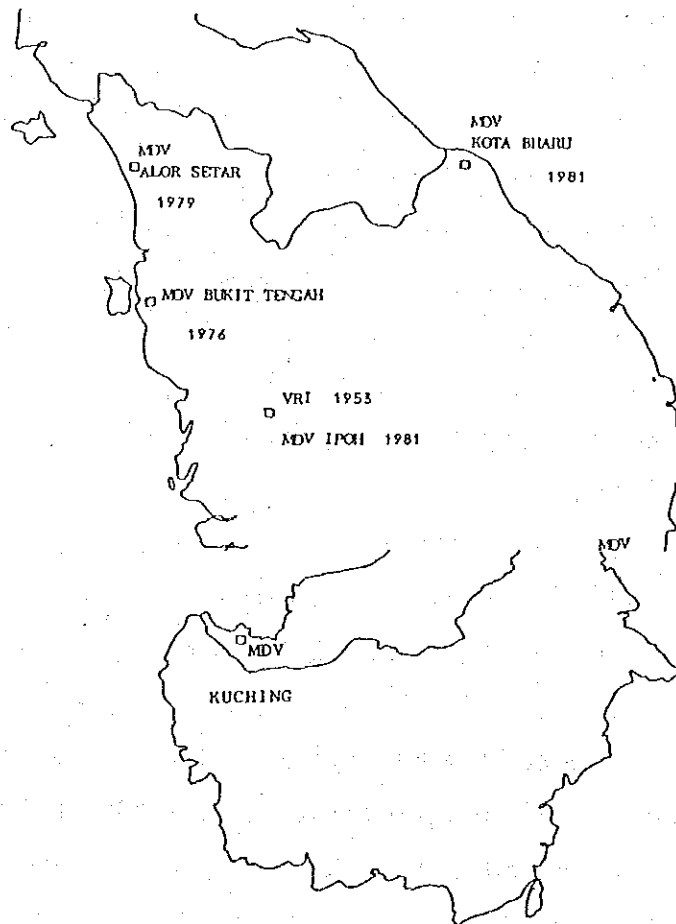 MDV
KOTA BHARU
1981
MDV
ALOR SETAR
1979
MDV BUKIT TENGAH
1976
VRI 1953
MDV IPOH 1981
MDV
MDV
KUCHING